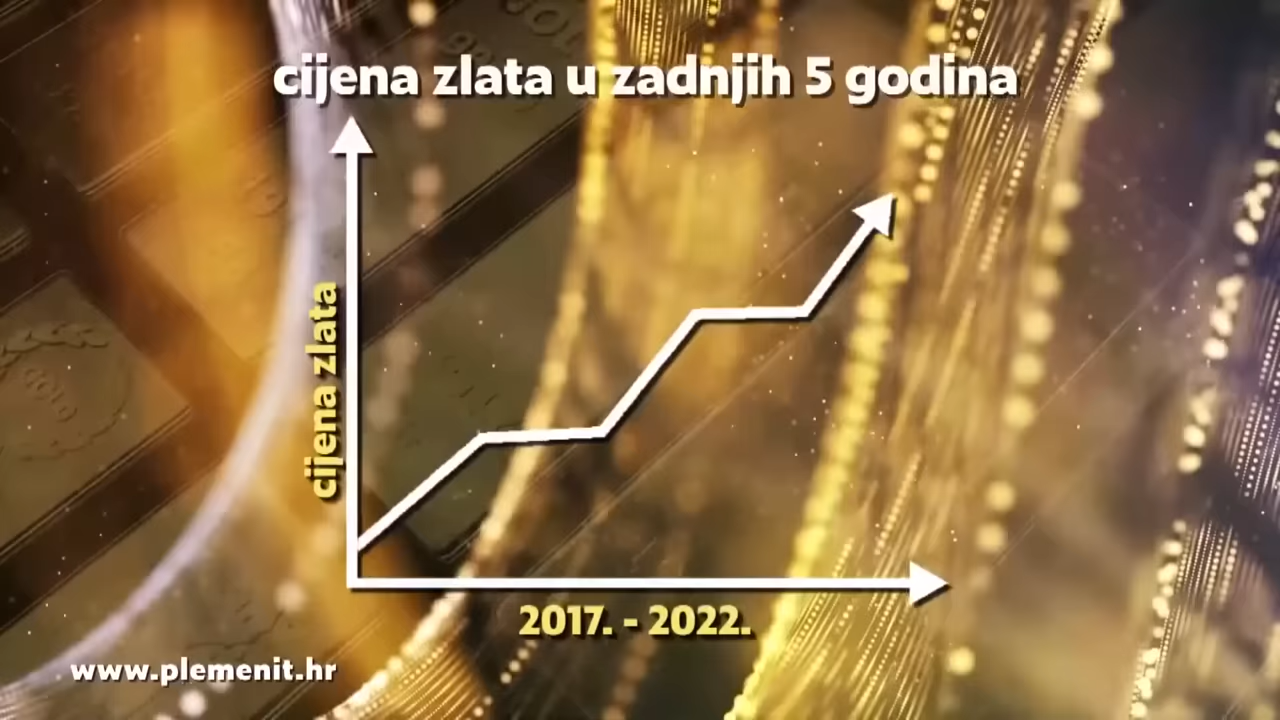 cijena zlata u zadnjih 5 godina
cijena zlata
2017. - 2022.
www.plemenit.hr